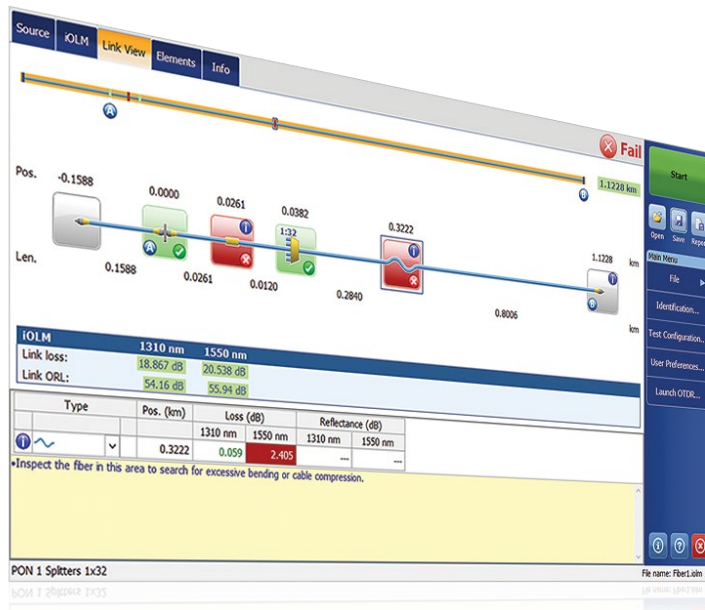 Source iOLM Link View Elements Info
Fail
Start
1.1228 km
Pos. -0.1588 0.0000 0.0261 0.0382 0.3222 1.1228 km
1:32
A
B
Len. 0.1588 0.0261 0.0120 0.2840 0.8006 km
Open Save Report
Main Menu
File
Identification...
Test Configuration...
User Preferences...
Launch OTDR...
iOLM 1310 nm 1550 nm
Link loss: 18.867 dB 20.538 dB
Link ORL: 54.16 dB 55.94 dB
Type Pos. (km) Loss (dB) Reflectance (dB)
1310 nm 1550 nm 1310 nm 1550 nm
0.3222 0.059 2.405 --- ---
•Inspect the fiber in this area to search for excessive bending or cable compression.
PON 1 Splitters 1x32
File name: Fiber1.iolm